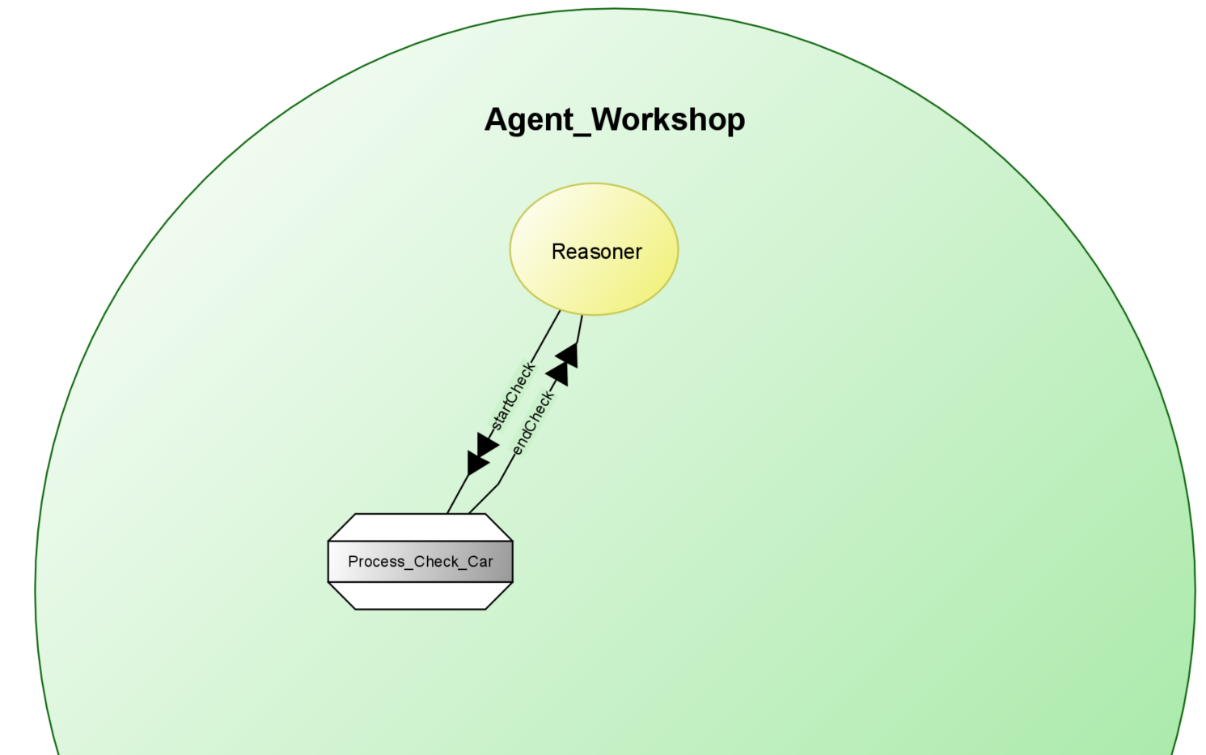 Agent_Workshop
Reasoner
startCheck
endCheck
Process_Check_Car